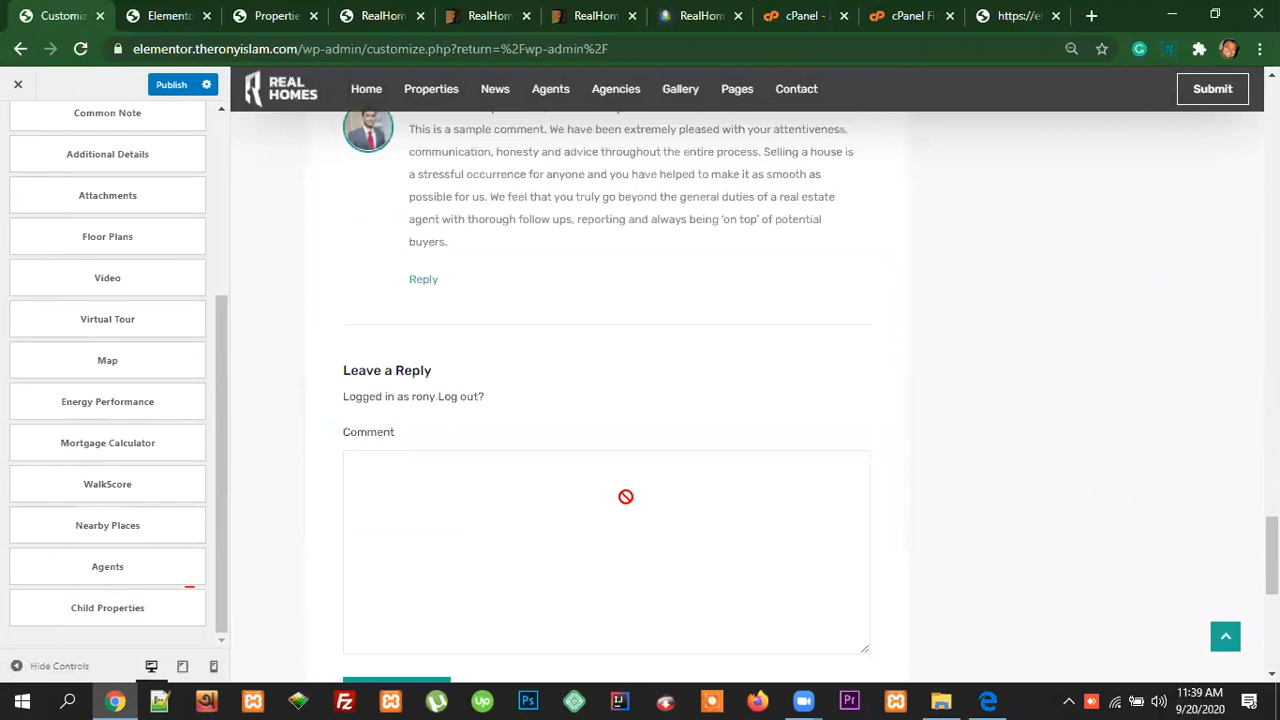 Customiz
Elemento
Propertie
RealHom
RealHom
RealHom
RealHom
cPanel -
cPanel F
https://el
elementor.theronyislam.com/wp-admin/customize.php?return=%2Fwp-admin%2F
Publish
REAL
HOMES
Home
Properties
News
Agents
Agencies
Gallery
Pages
Contact
Submit
Common Note
Additional Details
Attachments
Floor Plans
Video
Virtual Tour
Map
Energy Performance
Mortgage Calculator
WalkScore
Nearby Places
Agents
Child Properties
Hide Controls
This is a sample comment. We have been extremely pleased with your attentiveness,
communication, honesty and advice throughout the entire process. Selling a house is
a stressful occurrence for anyone and you have helped to make it as smooth as
possible for us. We feel that you truly go beyond the general duties of a real estate
agent with thorough follow ups, reporting and always being ‘on top’ of potential
buyers.
Reply
Leave a Reply
Logged in as rony.Log out?
Comment
11:39 AM
9/20/2020